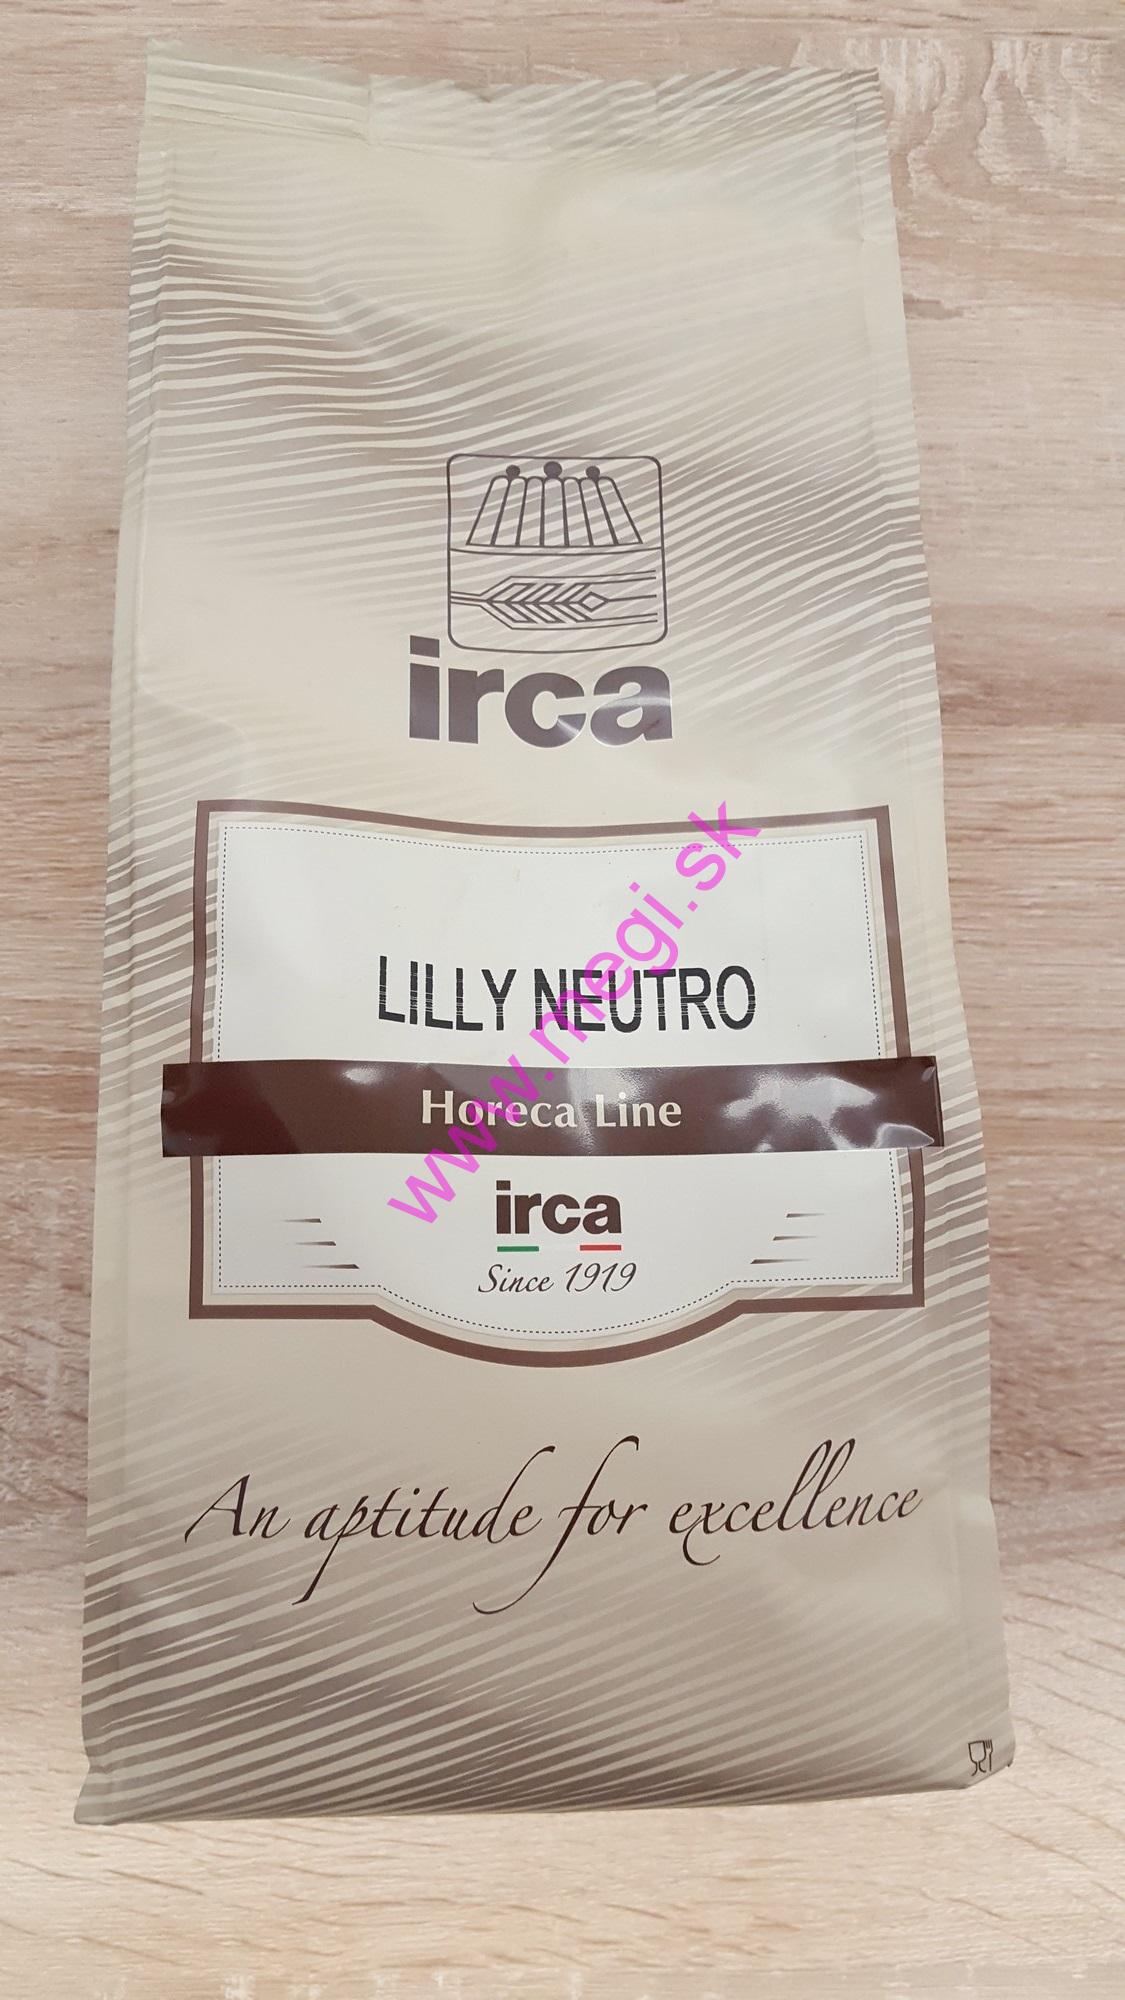 irca
LILLY NEUTRO
Horeca Line
irca
Since 1919
An aptitude for excellence
www.megi.sk